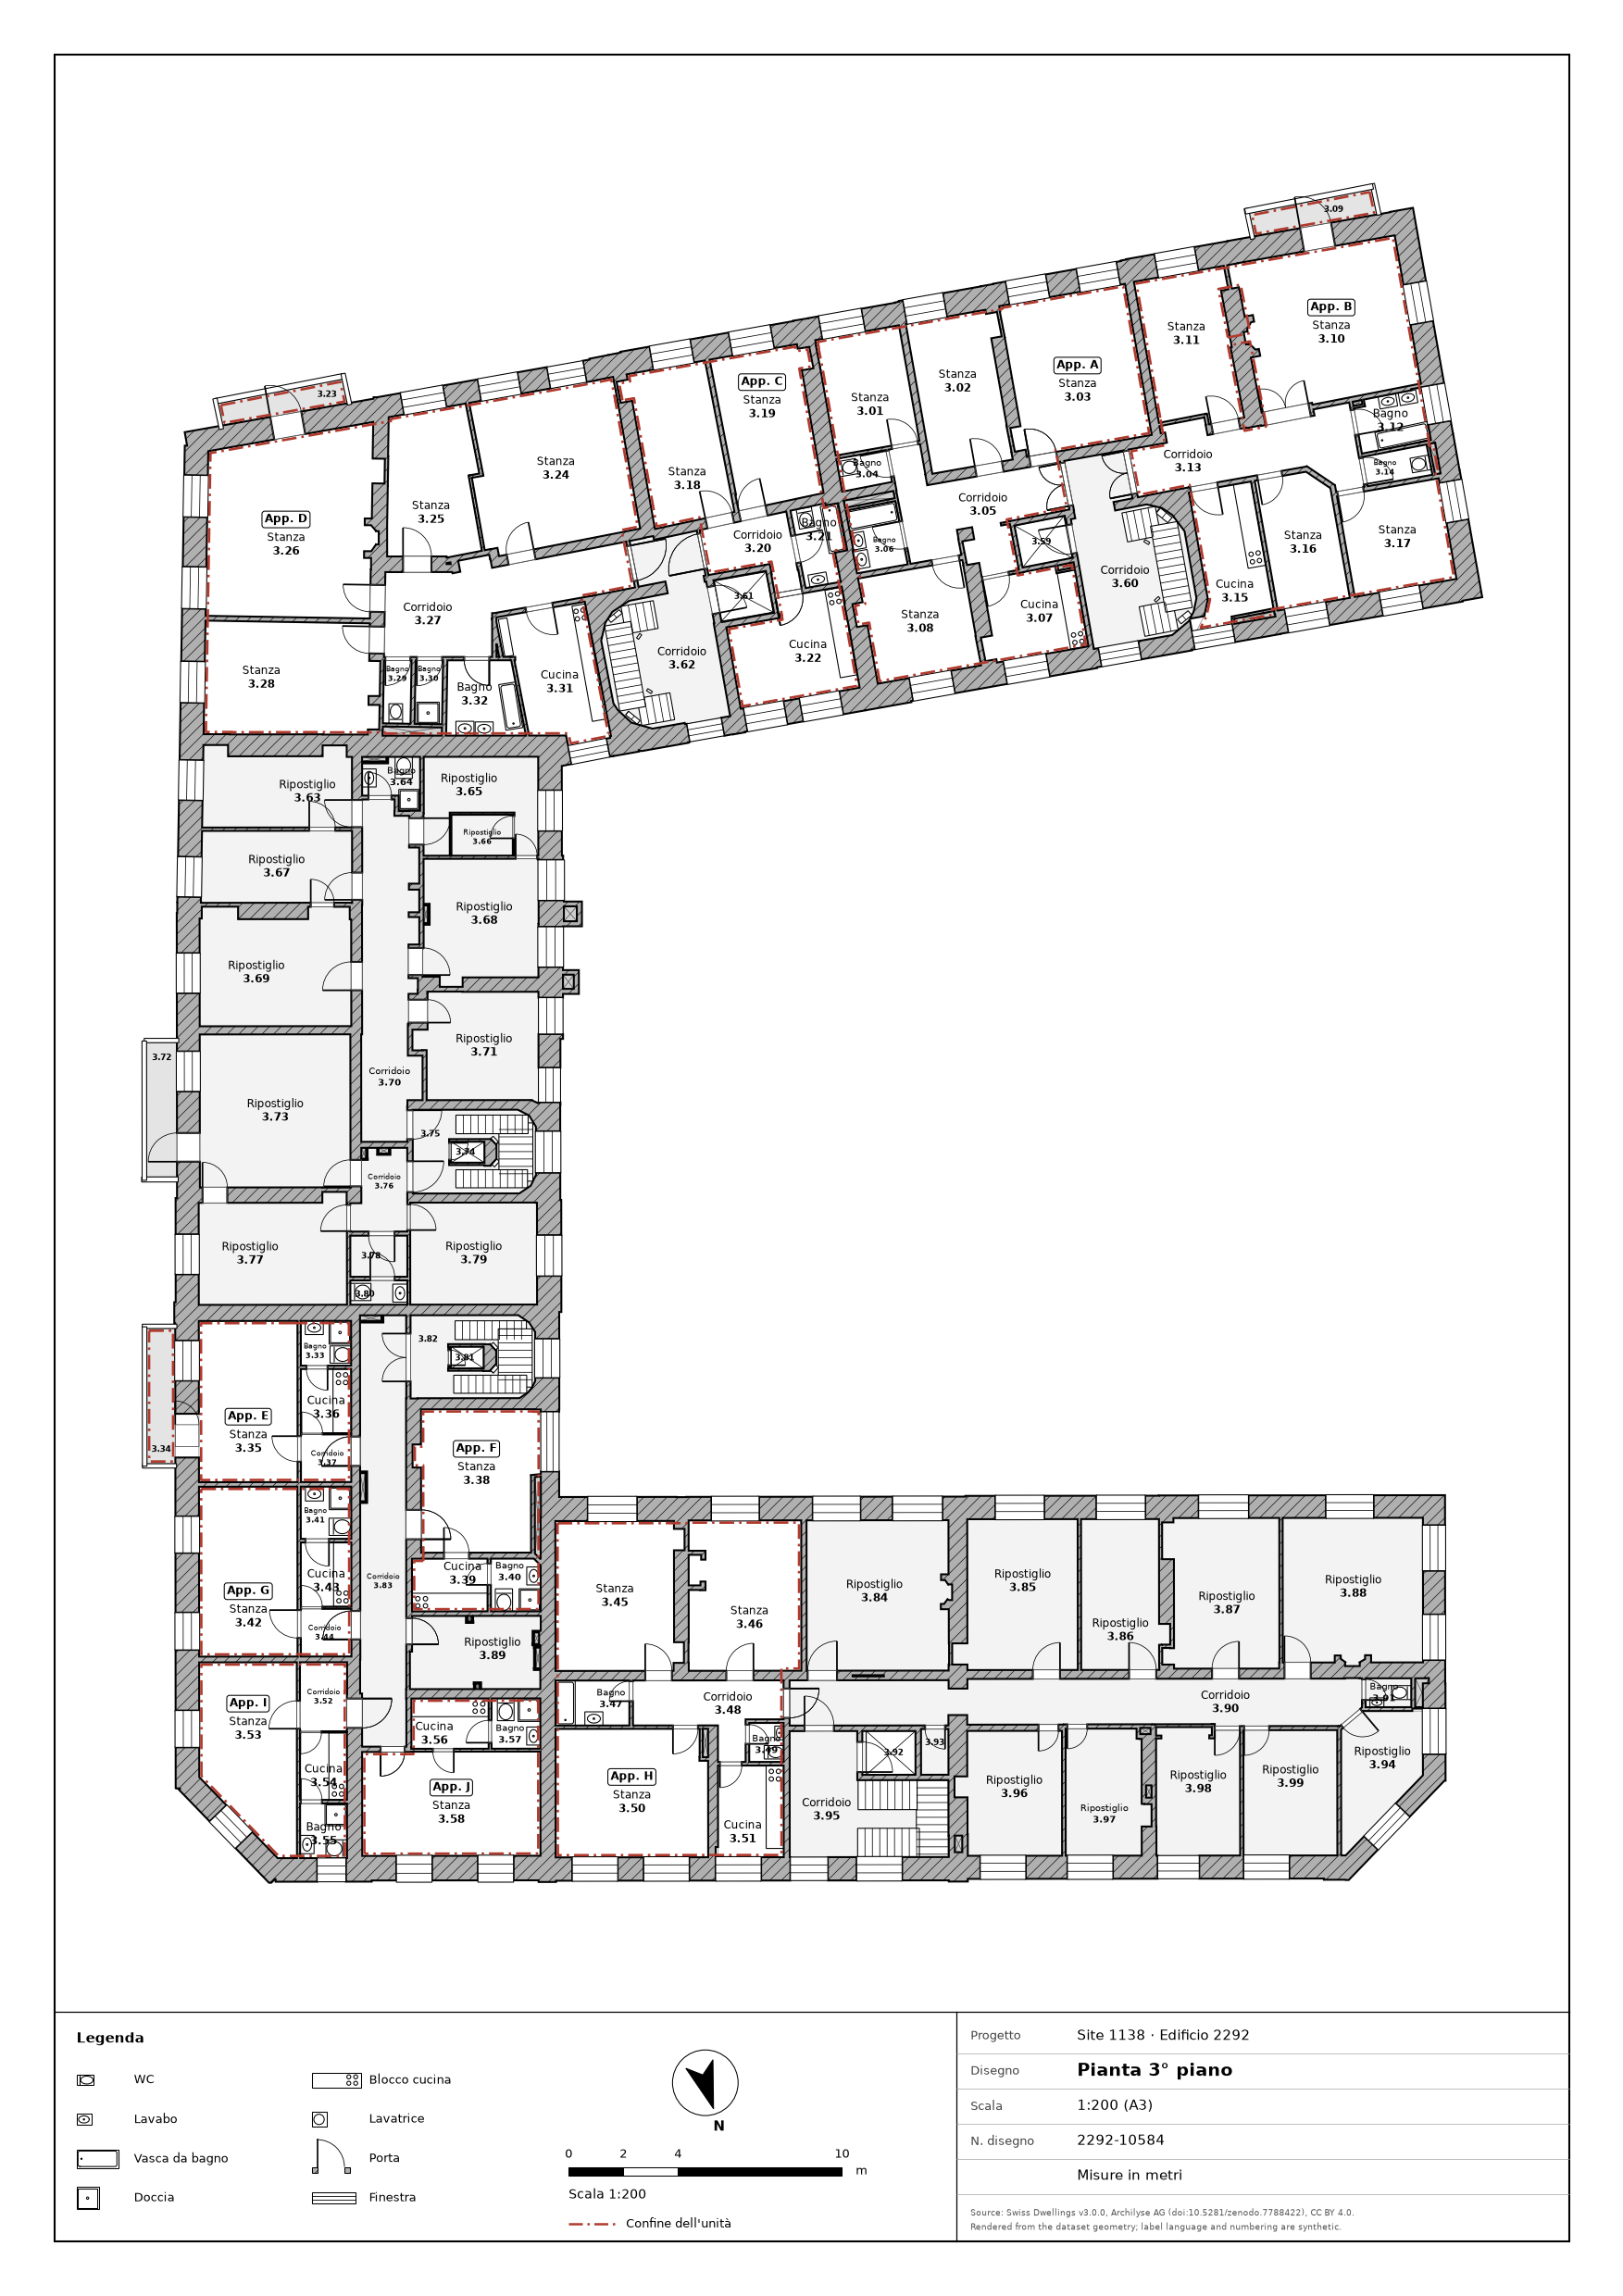 3.09
App. B
Stanza
3.10
Stanza
3.11
App. A
Stanza
3.03
Stanza
3.02
Stanza
3.01
App. C
Stanza
3.19
3.23
Bagno
3.12
Bagno
3.14
Corridoio
3.13
Bagno
3.04
Corridoio
3.05
Stanza
3.18
Stanza
3.24
Stanza
3.25
App. D
Stanza
3.26
Bagno
3.21
Corridoio
3.20
Bagno
3.06
3.59
Stanza
3.16
Stanza
3.17
Corridoio
3.60
Cucina
3.15
3.61
Cucina
3.07
Stanza
3.08
Corridoio
3.27
Cucina
3.22
Corridoio
3.62
Stanza
3.28
Bagno
3.29
Bagno
3.30
Bagno
3.32
Cucina
3.31
Ripostiglio
3.63
Bagno
3.64
Ripostiglio
3.65
Ripostiglio
3.66
Ripostiglio
3.67
Ripostiglio
3.68
Ripostiglio
3.69
Ripostiglio
3.71
3.72
Corridoio
3.70
Ripostiglio
3.73
3.75
3.74
Corridoio
3.76
Ripostiglio
3.77
3.78
Ripostiglio
3.79
3.80
3.82
3.81
Bagno
3.33
Cucina
3.36
App. E
Stanza
3.35
3.34
Corridoio
3.37
App. F
Stanza
3.38
Bagno
3.41
Cucina
3.43
App. G
Stanza
3.42
Corridoio
3.44
Corridoio
3.83
Cucina
3.39
Bagno
3.40
Ripostiglio
3.89
Stanza
3.45
Stanza
3.46
Ripostiglio
3.84
Ripostiglio
3.85
Ripostiglio
3.86
Ripostiglio
3.87
Ripostiglio
3.88
App. I
Stanza
3.53
Corridoio
3.52
Cucina
3.54
Bagno
3.55
Cucina
3.56
Bagno
3.57
App. J
Stanza
3.58
Bagno
3.47
Corridoio
3.48
Bagno
3.49
App. H
Stanza
3.50
Cucina
3.51
Corridoio
3.90
Bagno
3.91
3.92
3.93
Corridoio
3.95
Ripostiglio
3.96
Ripostiglio
3.97
Ripostiglio
3.98
Ripostiglio
3.99
Ripostiglio
3.94
Legenda
WC
Lavabo
Vasca da bagno
Doccia
Blocco cucina
Lavatrice
Porta
Finestra
N
0 2 4 10
m
Scala 1:200
Confine dell'unità
Progetto Site 1138 · Edificio 2292
Disegno Pianta 3° piano
Scala 1:200 (A3)
N. disegno 2292-10584
Misure in metri
Source: Swiss Dwellings v3.0.0, Archilyse AG (doi:10.5281/zenodo.7788422), CC BY 4.0.
Rendered from the dataset geometry; label language and numbering are synthetic.